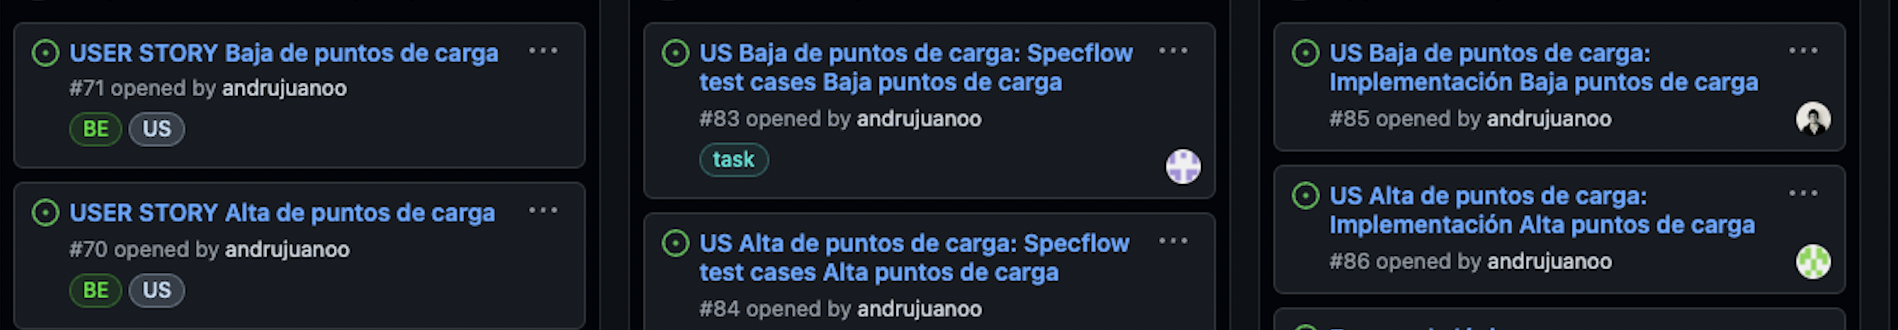 USER STORY Baja de puntos de carga
#71 opened by andrujuanoo
BE US
USER STORY Alta de puntos de carga
#70 opened by andrujuanoo
BE US
US Baja de puntos de carga: Specflow
test cases Baja puntos de carga
#83 opened by andrujuanoo
task
US Alta de puntos de carga: Specflow
test cases Alta puntos de carga
#84 opened by andrujuanoo
US Baja de puntos de carga:
Implementación Baja puntos de carga
#85 opened by andrujuanoo
US Alta de puntos de carga:
Implementación Alta puntos de carga
#86 opened by andrujuanoo